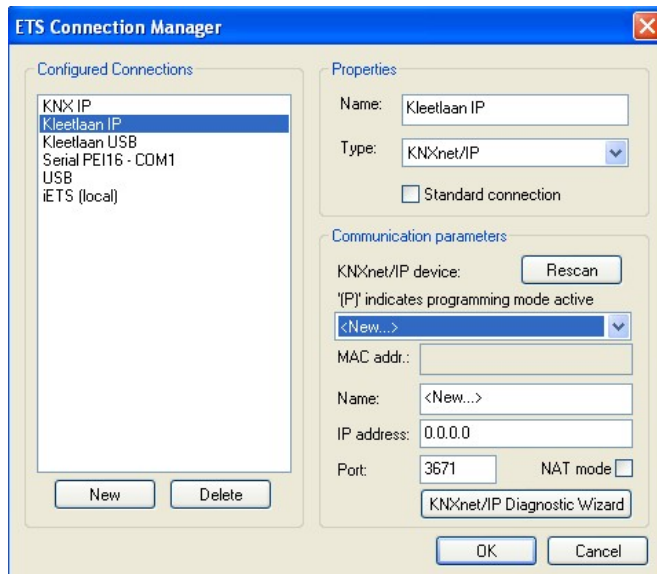 ETS Connection Manager
Configured Connections
KNX IP
Kleetlaan IP
Kleetlaan USB
Serial PEI16 - COM1
USB
iETS (local)
New
Delete
Properties
Name: Kleetlaan IP
Type: KNXnet/IP
Standard connection
Communication parameters
KNXnet/IP device: Rescan
'(P)' indicates programming mode active
<New...>
MAC addr.:
Name: <New...>
IP address: 0.0.0.0
Port: 3671 NAT mode
KNXnet/IP Diagnostic Wizard
OK Cancel